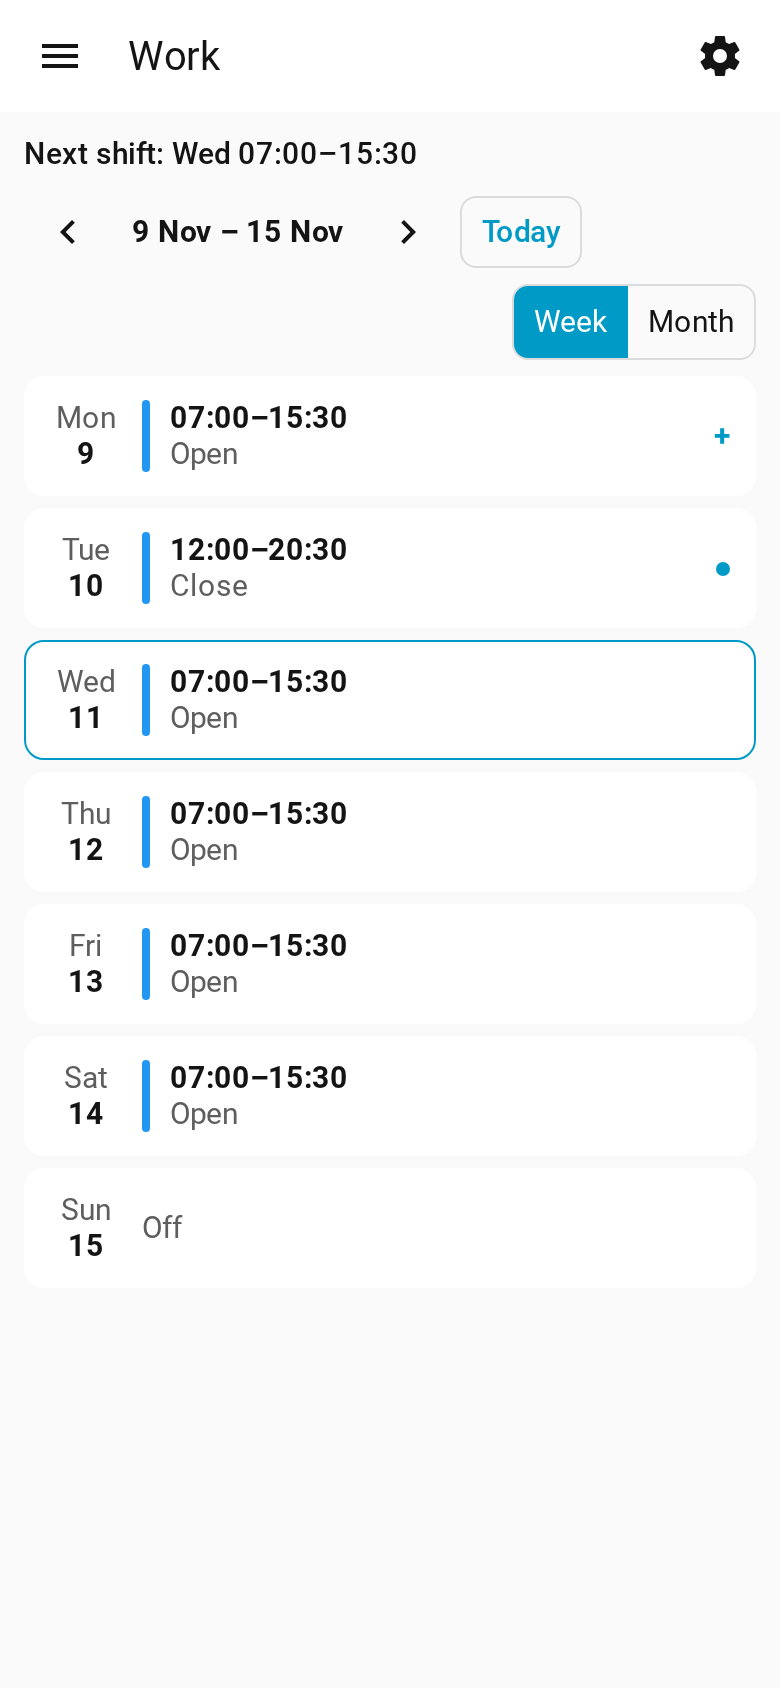 Work
Next shift: Wed 07:00–15:30
9 Nov – 15 Nov
Today
Week
Month
Mon
9
07:00–15:30
Open
+
Tue
10
12:00–20:30
Close
Wed
11
07:00–15:30
Open
Thu
12
07:00–15:30
Open
Fri
13
07:00–15:30
Open
Sat
14
07:00–15:30
Open
Sun
15
Off